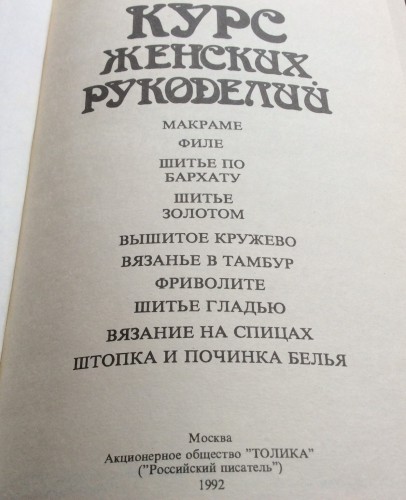 КУРС
ЖЕНСКИХ
РУКОДЕЛИЙ
МАКРАМЕ
ФИЛЕ
ШИТЬЕ ПО
БАРХАТУ
ШИТЬЕ
ЗОЛОТОМ
ВЫШИТОЕ КРУЖЕВО
ВЯЗАНЬЕ В ТАМБУР
ФРИВОЛИТЕ
ШИТЬЕ ГЛАДЬЮ
ВЯЗАНИЕ НА СПИЦАХ
ШТОПКА И ПОЧИНКА БЕЛЬЯ
Москва
Акционерное общество "ТОЛИКА"
("Российский писатель")
1992